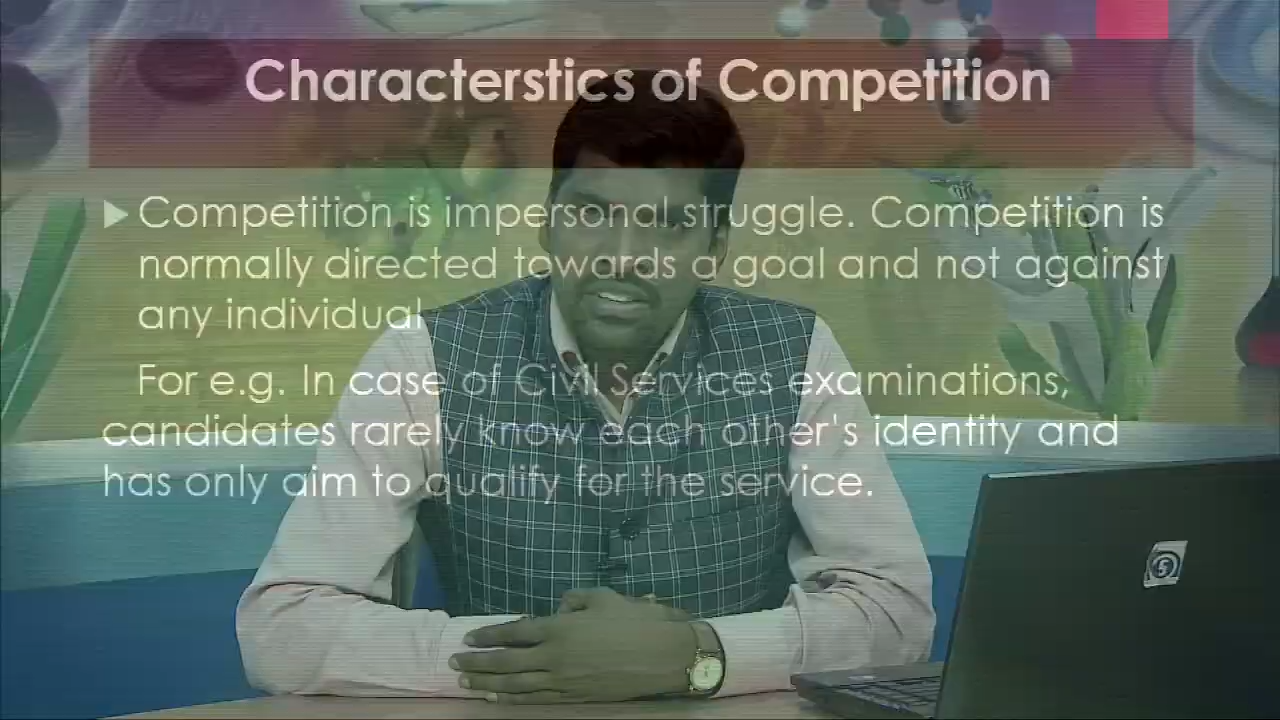 Characterstics of Competition
Competition is impersonal struggle. Competition is
normally directed towards a goal and not against
any individual
For e.g. In case of Civil Services examinations,
candidates rarely know each other's identity and
has only aim to qualify for the service.
5